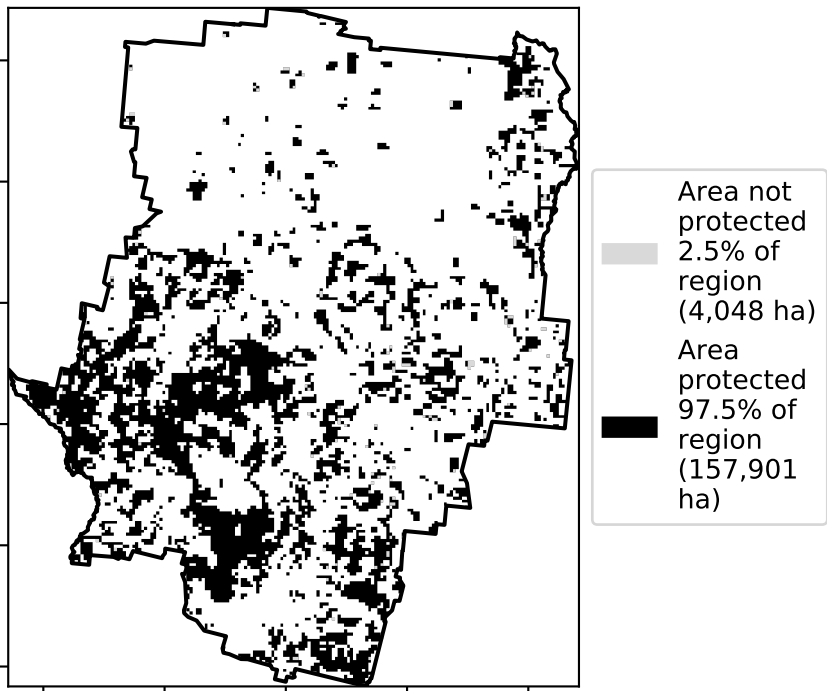 Area not
protected
2.5% of
region
(4,048 ha)
Area
protected
97.5% of
region
(157,901
ha)